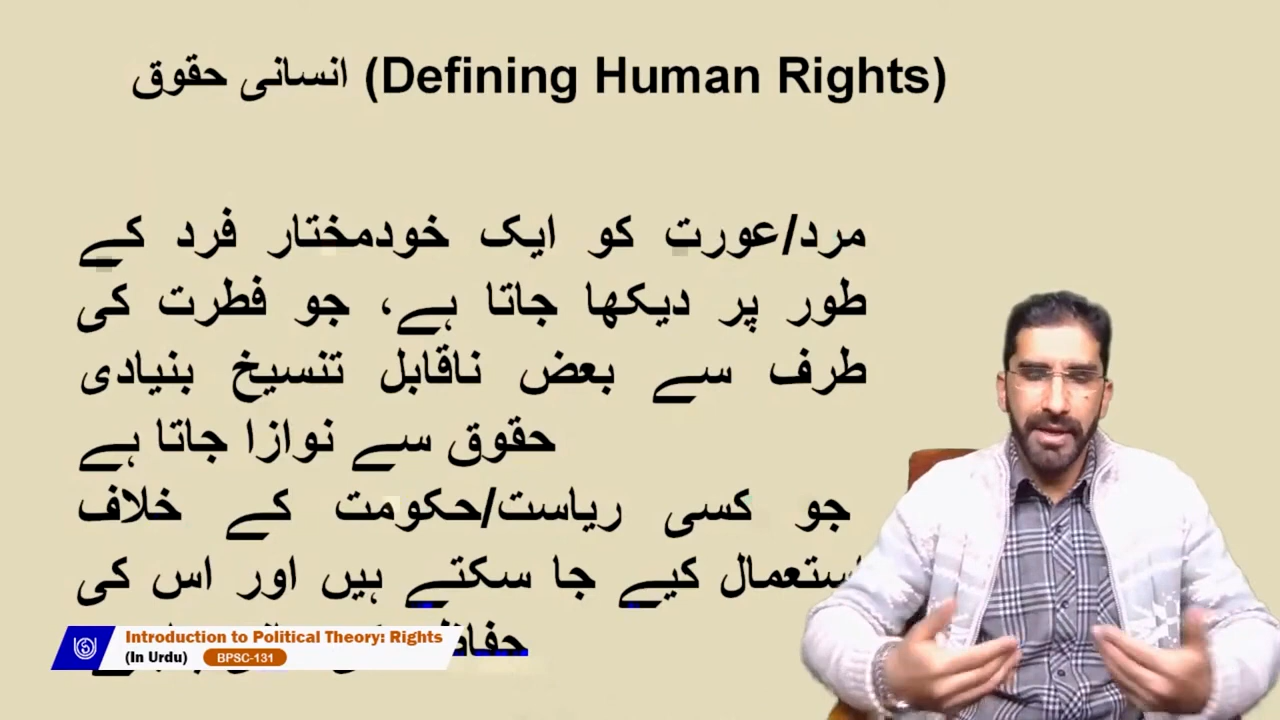 انسانی حقوق (Defining Human Rights)
مرد/عورت کو ایک خودمختار فرد کے
طور پر دیکھا جاتا ہے، جو فطرت کی
طرف سے بعض ناقابل تنسیخ بنیادی
حقوق سے نوازا جاتا ہے
جو کسی ریاست/حکومت کے خلاف
استعمال کیے جا سکتے ہیں اور اس کی
Introduction to Political Theory: Rights
(In Urdu) BPSC-131